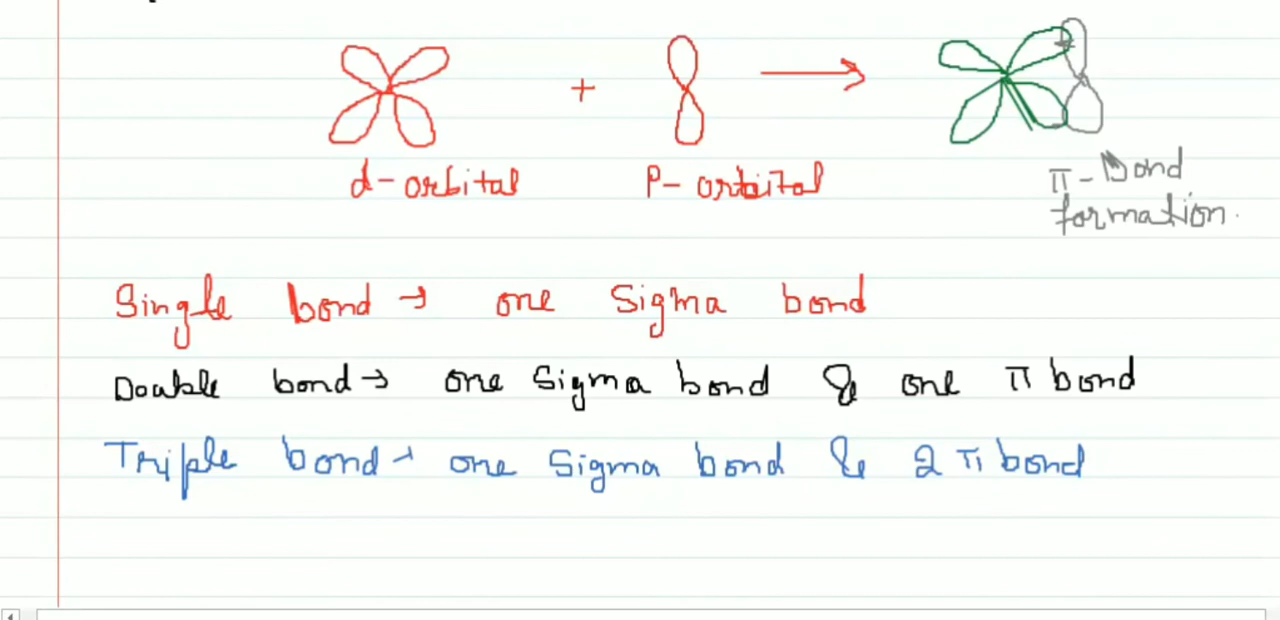 +
d-orbital
P-orbital
π-Bond
formation.
Single bond → one Sigma bond
Double bond → one Sigma bond & one π bond
Triple bond → one Sigma bond & 2 π bond